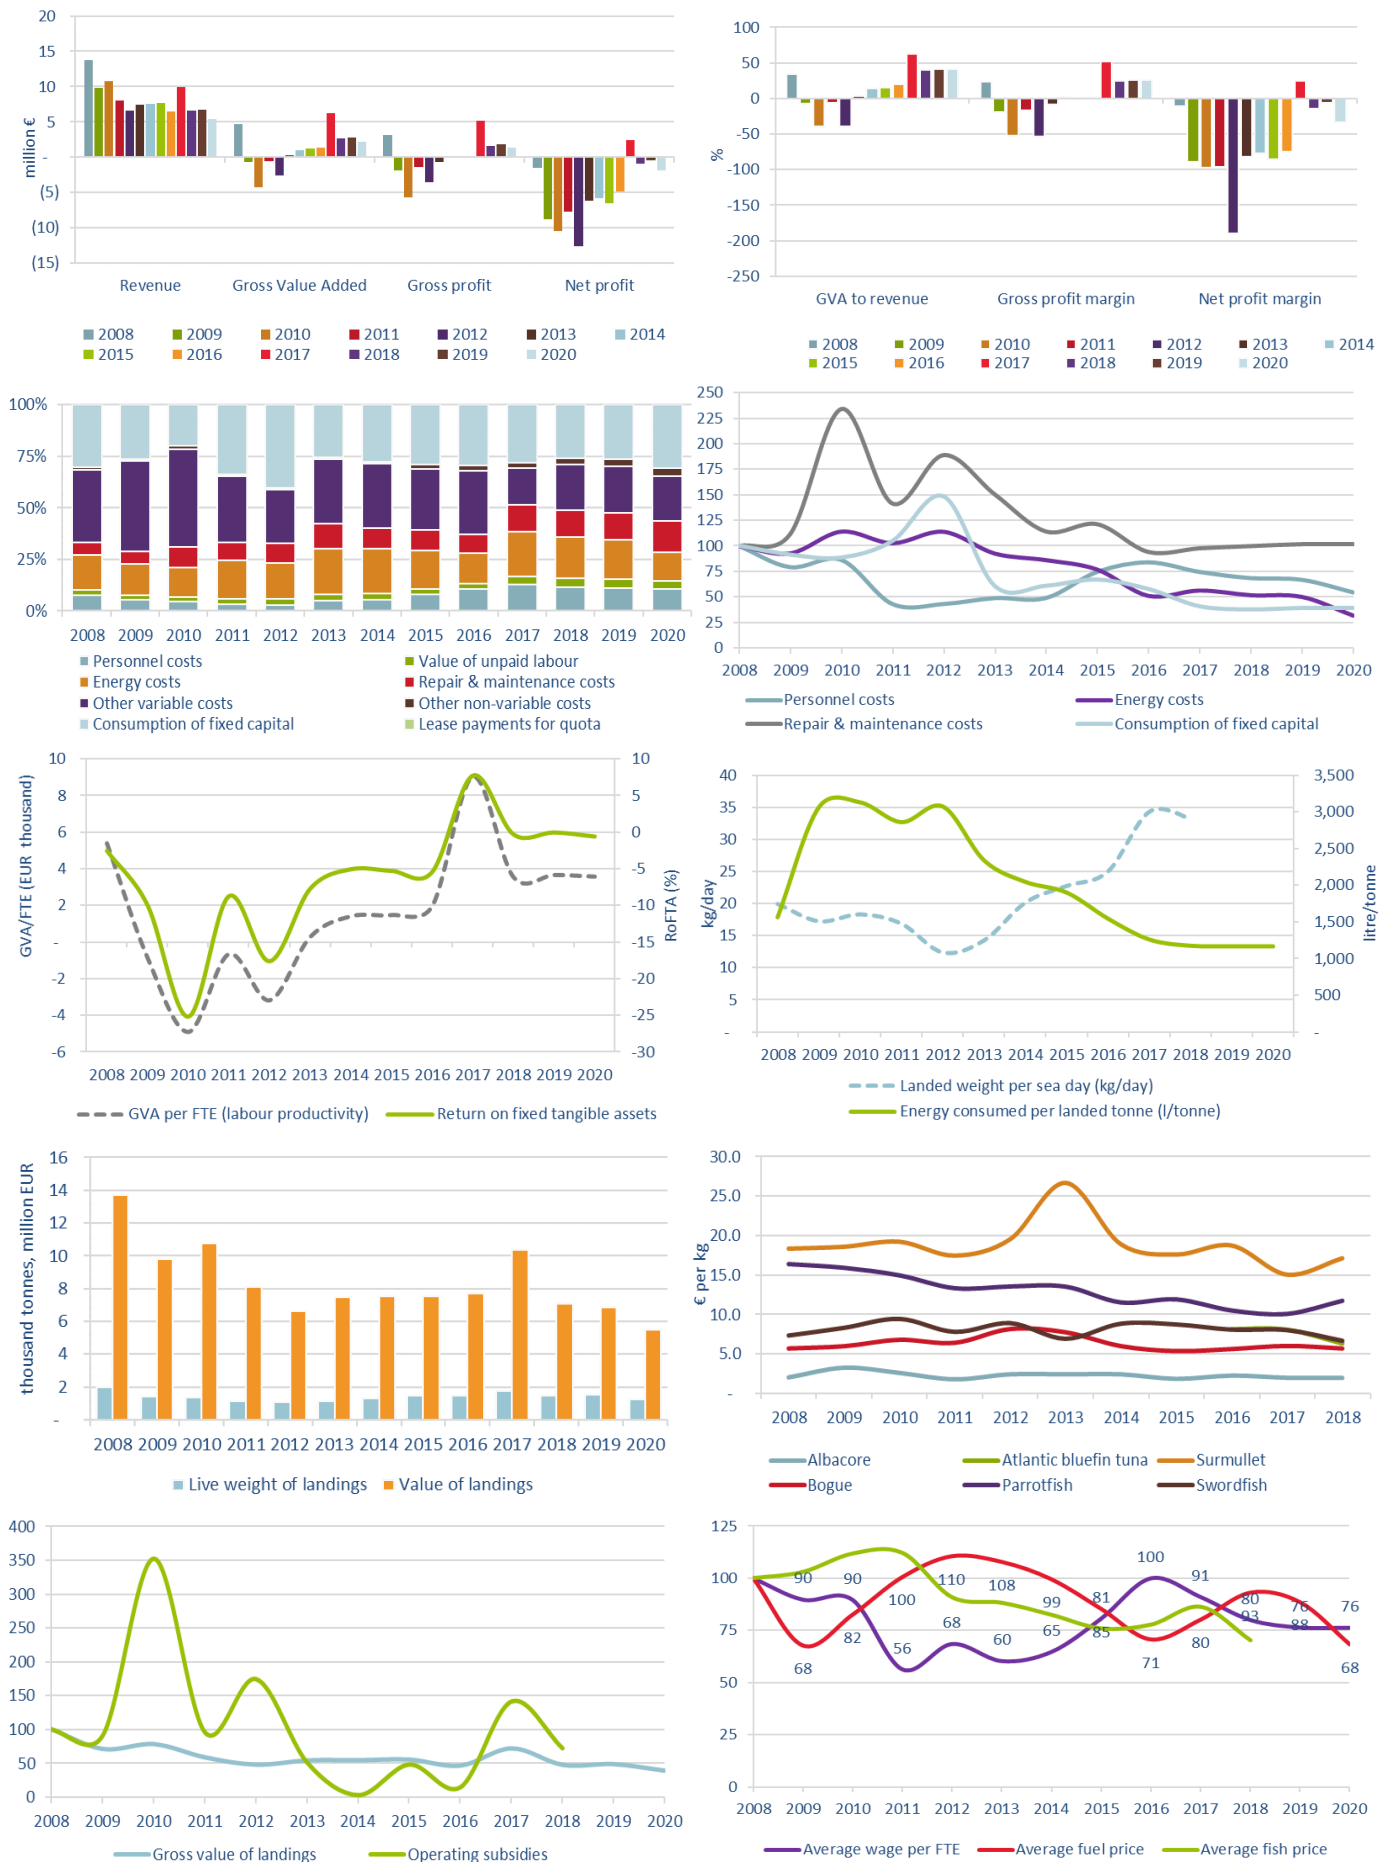 20
15
10
5
-
(5)
(10)
(15)
million €
Revenue Gross Value Added Gross profit Net profit
2008 2009 2010 2011 2012 2013 2014
2015 2016 2017 2018 2019 2020
100
50
0
-50
-100
-150
-200
-250
%
GVA to revenue Gross profit margin Net profit margin
2008 2009 2010 2011 2012 2013 2014
2015 2016 2017 2018 2019 2020
100%
75%
50%
25%
0%
2008 2009 2010 2011 2012 2013 2014 2015 2016 2017 2018 2019 2020
Personnel costs Value of unpaid labour
Energy costs Repair & maintenance costs
Other variable costs Other non-variable costs
Consumption of fixed capital Lease payments for quota
250
225
200
175
150
125
100
75
50
25
0
2008 2009 2010 2011 2012 2013 2014 2015 2016 2017 2018 2019 2020
Personnel costs Energy costs
Repair & maintenance costs Consumption of fixed capital
GVA/FTE (EUR thousand)
10
8
6
4
2
-
-2
-4
-6
10
5
0
-5
-10
-15
-20
-25
-30
RoFTA (%)
2008 2009 2010 2011 2012 2013 2014 2015 2016 2017 2018 2019 2020
GVA per FTE (labour productivity) Return on fixed tangible assets
kg/day
40
35
30
25
20
15
10
5
-
3,500
3,000
2,500
2,000
1,500
1,000
500
-
litre/tonne
2008 2009 2010 2011 2012 2013 2014 2015 2016 2017 2018 2019 2020
Landed weight per sea day (kg/day)
Energy consumed per landed tonne (l/tonne)
thousand tonnes, million EUR
16
14
12
10
8
6
4
2
-
2008 2009 2010 2011 2012 2013 2014 2015 2016 2017 2018 2019 2020
Live weight of landings Value of landings
€ per kg
30.0
25.0
20.0
15.0
10.0
5.0
-
2008 2009 2010 2011 2012 2013 2014 2015 2016 2017 2018
Albacore Atlantic bluefin tuna Surmullet
Bogue Parrotfish Swordfish
400
350
300
250
200
150
100
50
0
2008 2009 2010 2011 2012 2013 2014 2015 2016 2017 2018 2019 2020
Gross value of landings Operating subsidies
125
100
75
50
25
0
90 90 56 68 60 65 81 100 91 80 76 76
68 82 100 110 108 99 85 71 80 93 88 68
2008 2009 2010 2011 2012 2013 2014 2015 2016 2017 2018 2019 2020
Average wage per FTE Average fuel price Average fish price